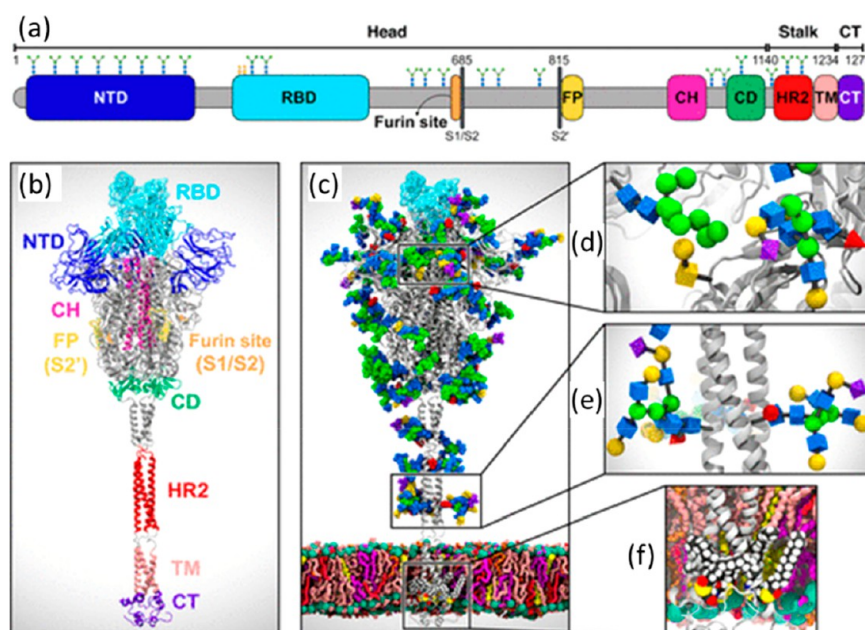 (a)
Head Stalk CT
1 685 815 1140 1234 127
NTD RBD FP CH CD HR2 TM CT
Furin site
S1/S2 S2'
(b)
RBD
NTD
CH
FP
(S2')
Furin site
(S1/S2)
CD
HR2
TM
CT
(c)
(d)
(e)
(f)